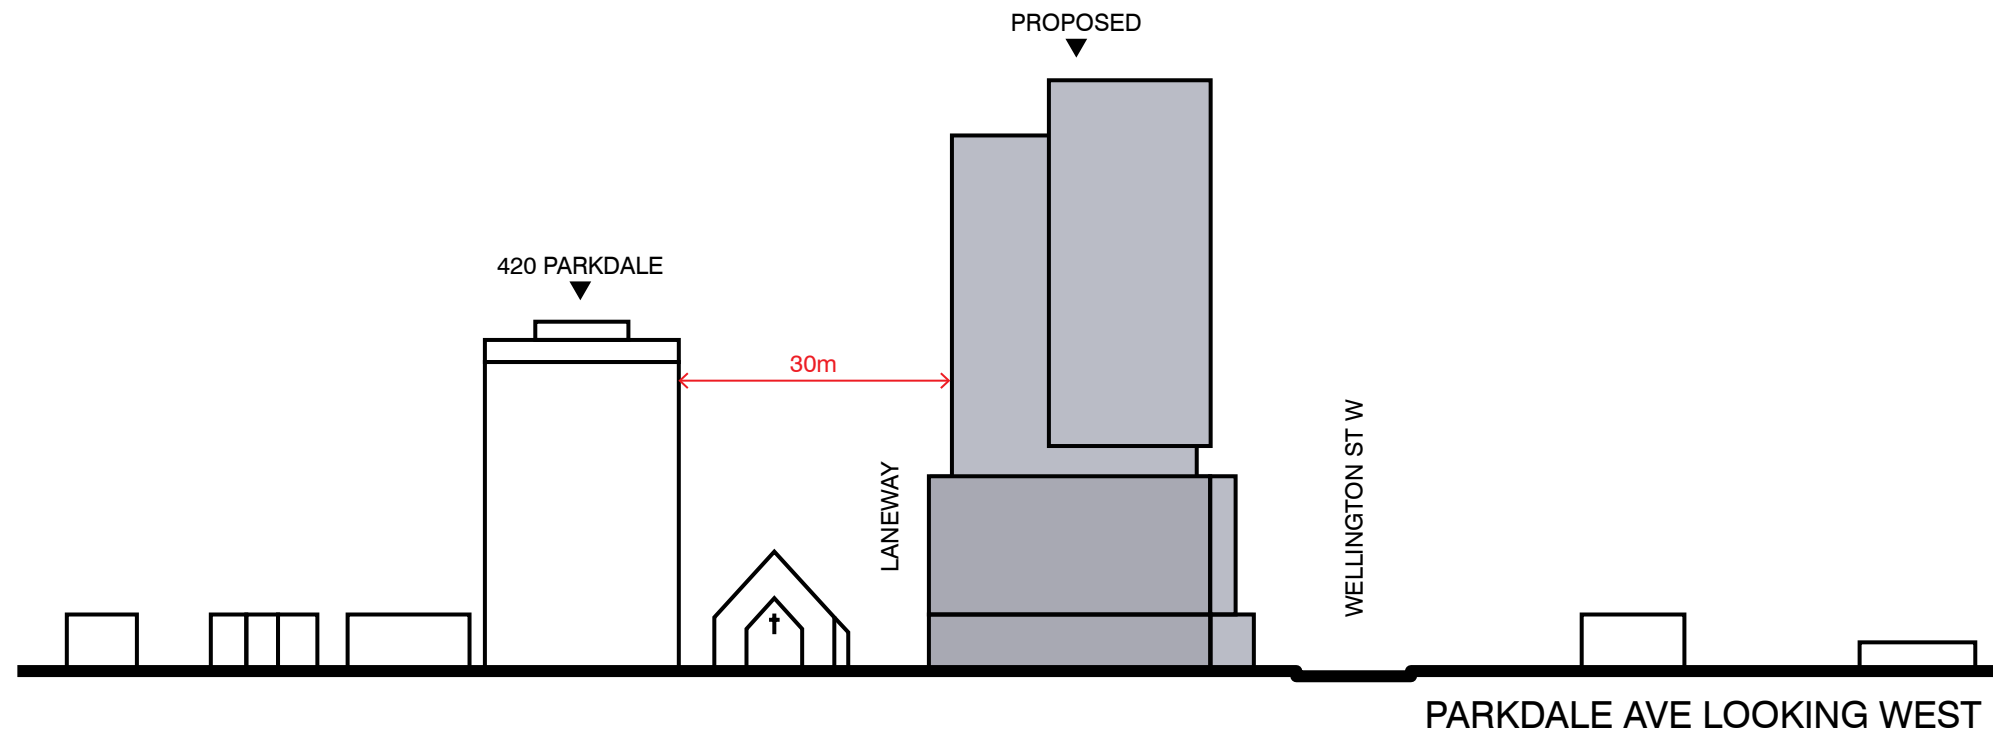 PROPOSED
420 PARKDALE
30m
LANEWAY
WELLINGTON ST W
PARKDALE AVE LOOKING WEST